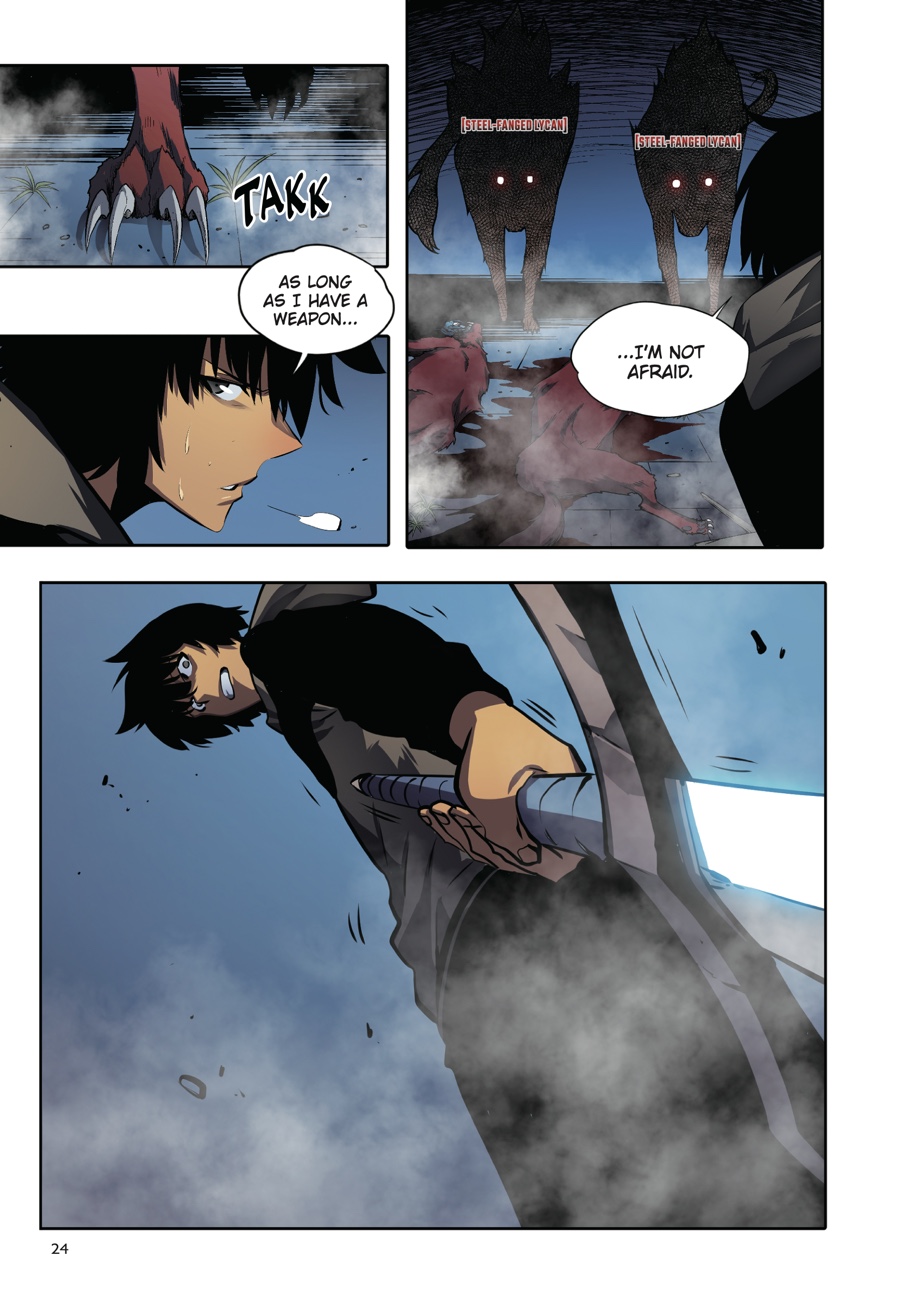 TAKK
AS LONG
AS I HAVE A
WEAPON...
[STEEL-FANGED LYCAN]
[STEEL-FANGED LYCAN]
...I'M NOT
AFRAID.
24